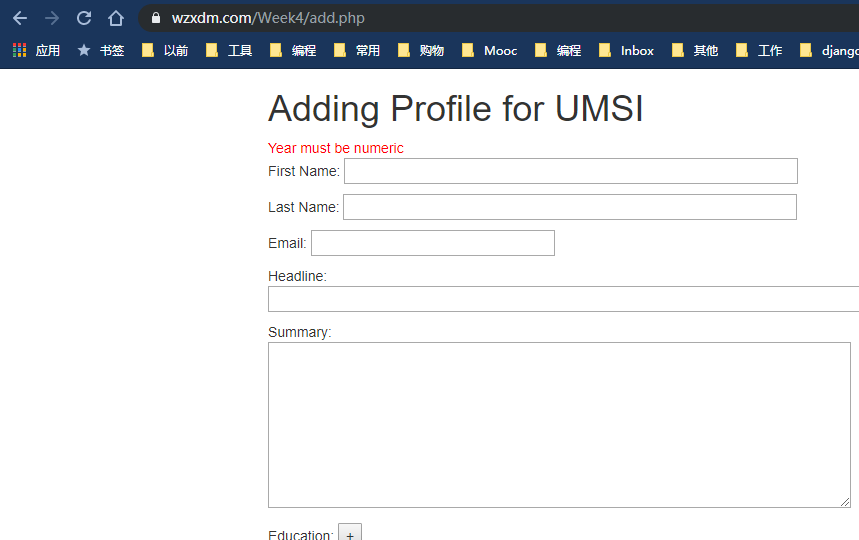 wzxdm.com/Week4/add.php
应用 书签 以前 工具 编程 常用 购物 Mooc 编程 Inbox 其他 工作 django
Adding Profile for UMSI
Year must be numeric
First Name:
Last Name:
Email:
Headline:
Summary:
Education: +